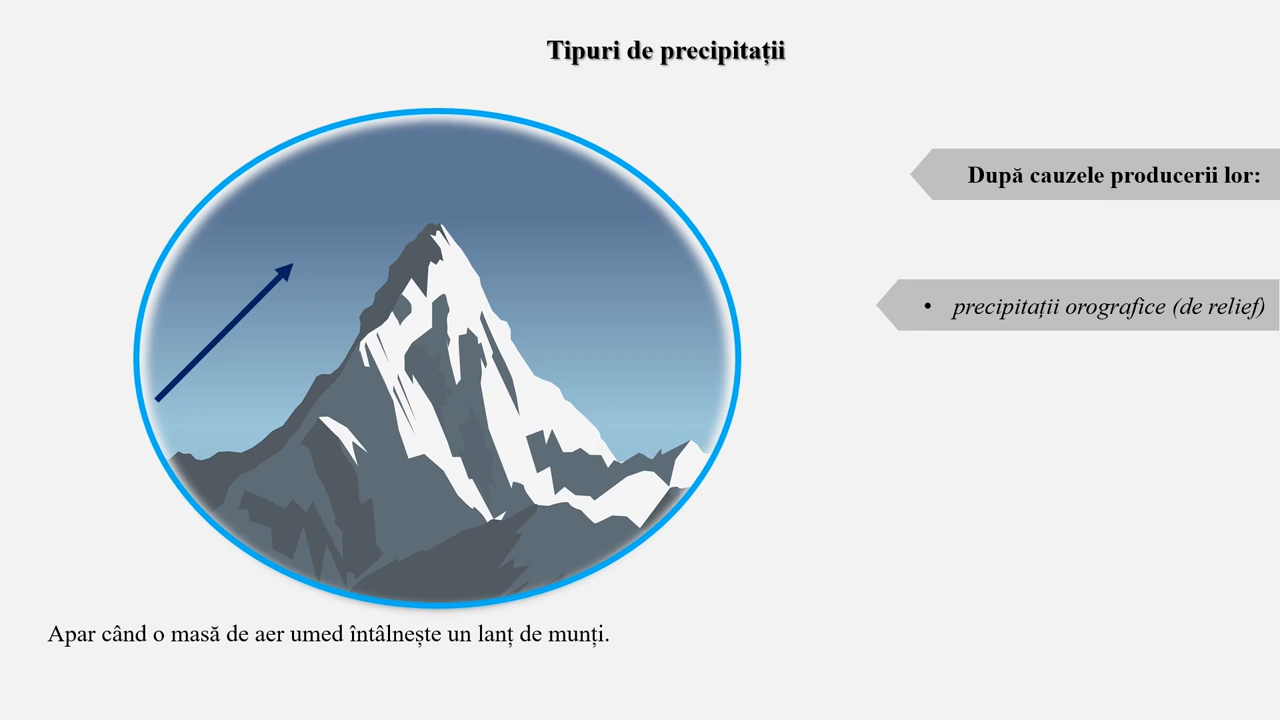 Tipuri de precipitații
După cauzele producerii lor:
• precipitații orografice (de relief)
Apar când o masă de aer umed întâlnește un lanț de munți.